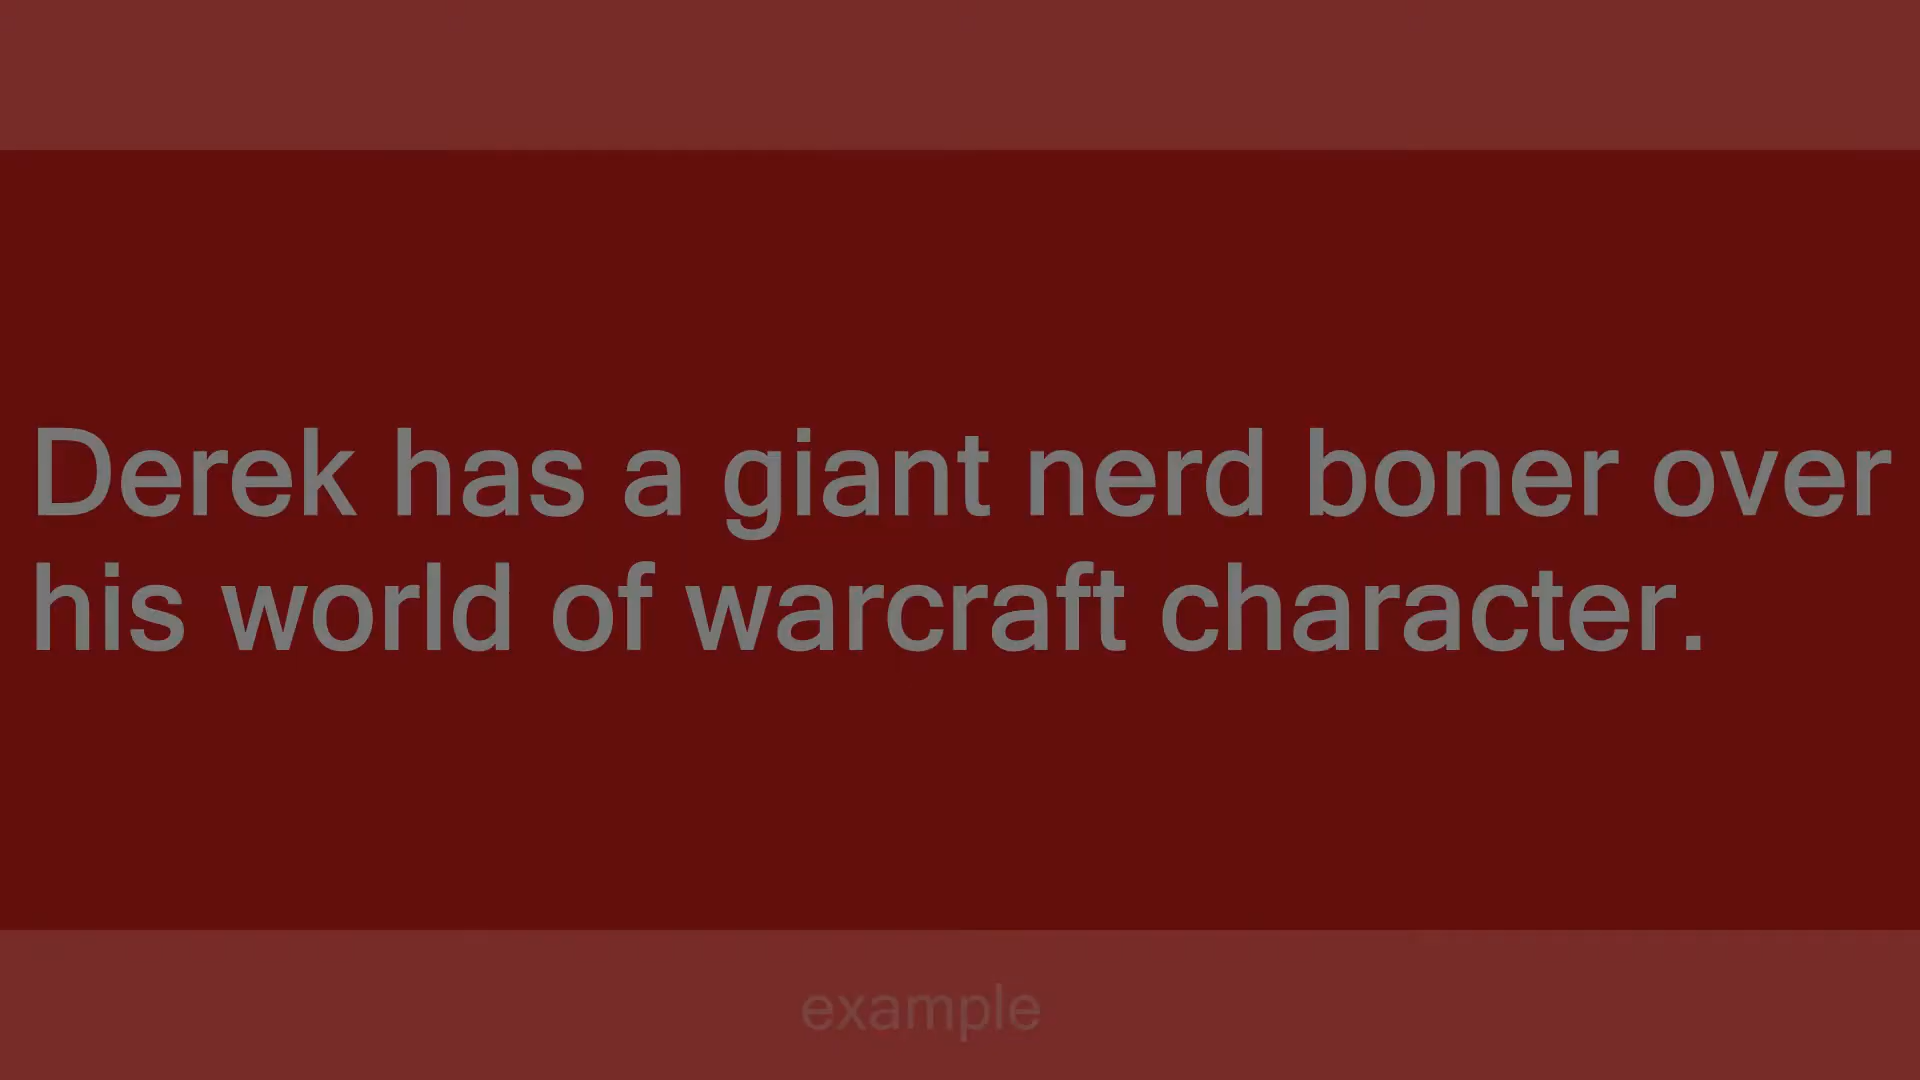 Derek has a giant nerd boner over
his world of warcraft character.
example